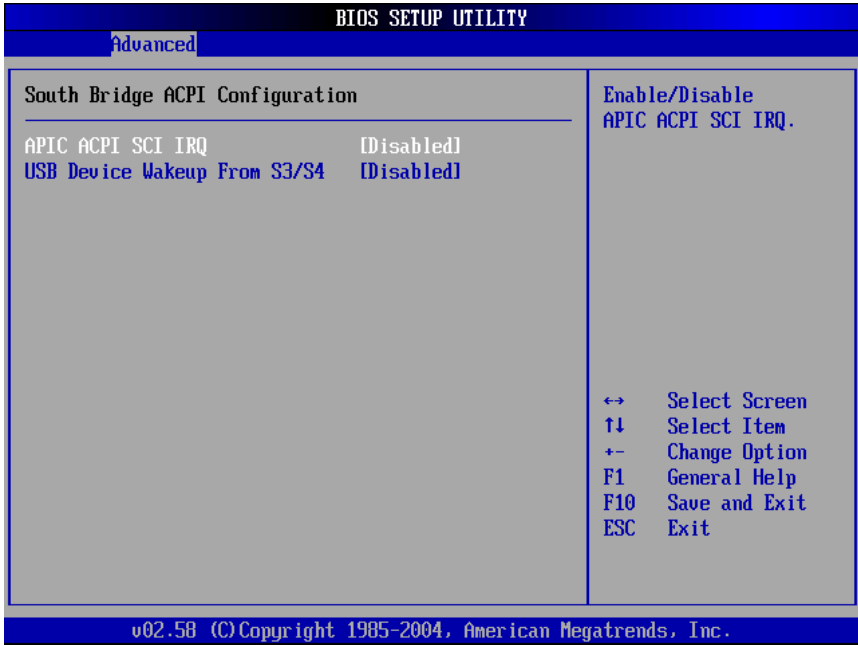 BIOS SETUP UTILITY
Advanced
South Bridge ACPI Configuration
APIC ACPI SCI IRQ [Disabled]
USB Device Wakeup From S3/S4 [Disabled]
Enable/Disable
APIC ACPI SCI IRQ.
↔ Select Screen
↑↓ Select Item
+- Change Option
F1 General Help
F10 Save and Exit
ESC Exit
v02.58 (C)Copyright 1985-2004, American Megatrends, Inc.